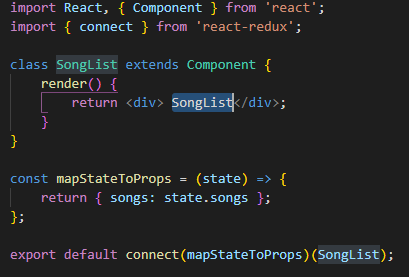 import React, { Component } from 'react';
import { connect } from 'react-redux';
class SongList extends Component {
render() {
return <div> SongList</div>;
}
}
const mapStateToProps = (state) => {
return { songs: state.songs };
};
export default connect(mapStateToProps)(SongList);